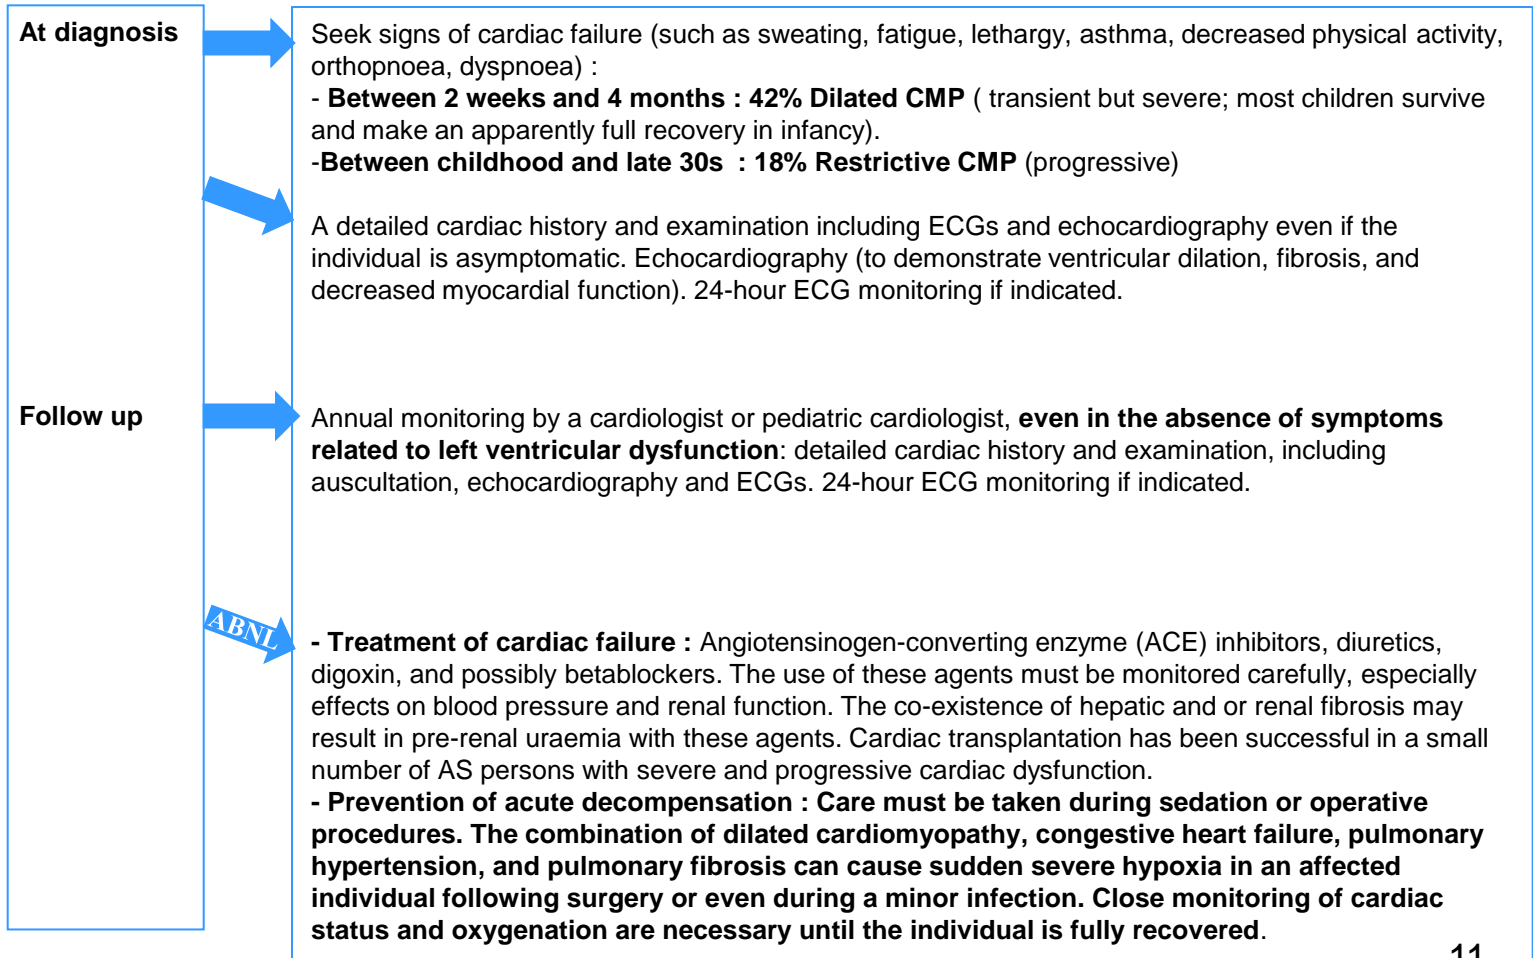 At diagnosis
Seek signs of cardiac failure (such as sweating, fatigue, lethargy, asthma, decreased physical activity,
orthopnoea, dyspnoea) :
- Between 2 weeks and 4 months : 42% Dilated CMP ( transient but severe; most children survive
and make an apparently full recovery in infancy).
-Between childhood and late 30s : 18% Restrictive CMP (progressive)
A detailed cardiac history and examination including ECGs and echocardiography even if the
individual is asymptomatic. Echocardiography (to demonstrate ventricular dilation, fibrosis, and
decreased myocardial function). 24-hour ECG monitoring if indicated.
Follow up
Annual monitoring by a cardiologist or pediatric cardiologist, even in the absence of symptoms
related to left ventricular dysfunction: detailed cardiac history and examination, including
auscultation, echocardiography and ECGs. 24-hour ECG monitoring if indicated.
ABNL
- Treatment of cardiac failure : Angiotensinogen-converting enzyme (ACE) inhibitors, diuretics,
digoxin, and possibly betablockers. The use of these agents must be monitored carefully, especially
effects on blood pressure and renal function. The co-existence of hepatic and or renal fibrosis may
result in pre-renal uraemia with these agents. Cardiac transplantation has been successful in a small
number of AS persons with severe and progressive cardiac dysfunction.
- Prevention of acute decompensation : Care must be taken during sedation or operative
procedures. The combination of dilated cardiomyopathy, congestive heart failure, pulmonary
hypertension, and pulmonary fibrosis can cause sudden severe hypoxia in an affected
individual following surgery or even during a minor infection. Close monitoring of cardiac
status and oxygenation are necessary until the individual is fully recovered.
11